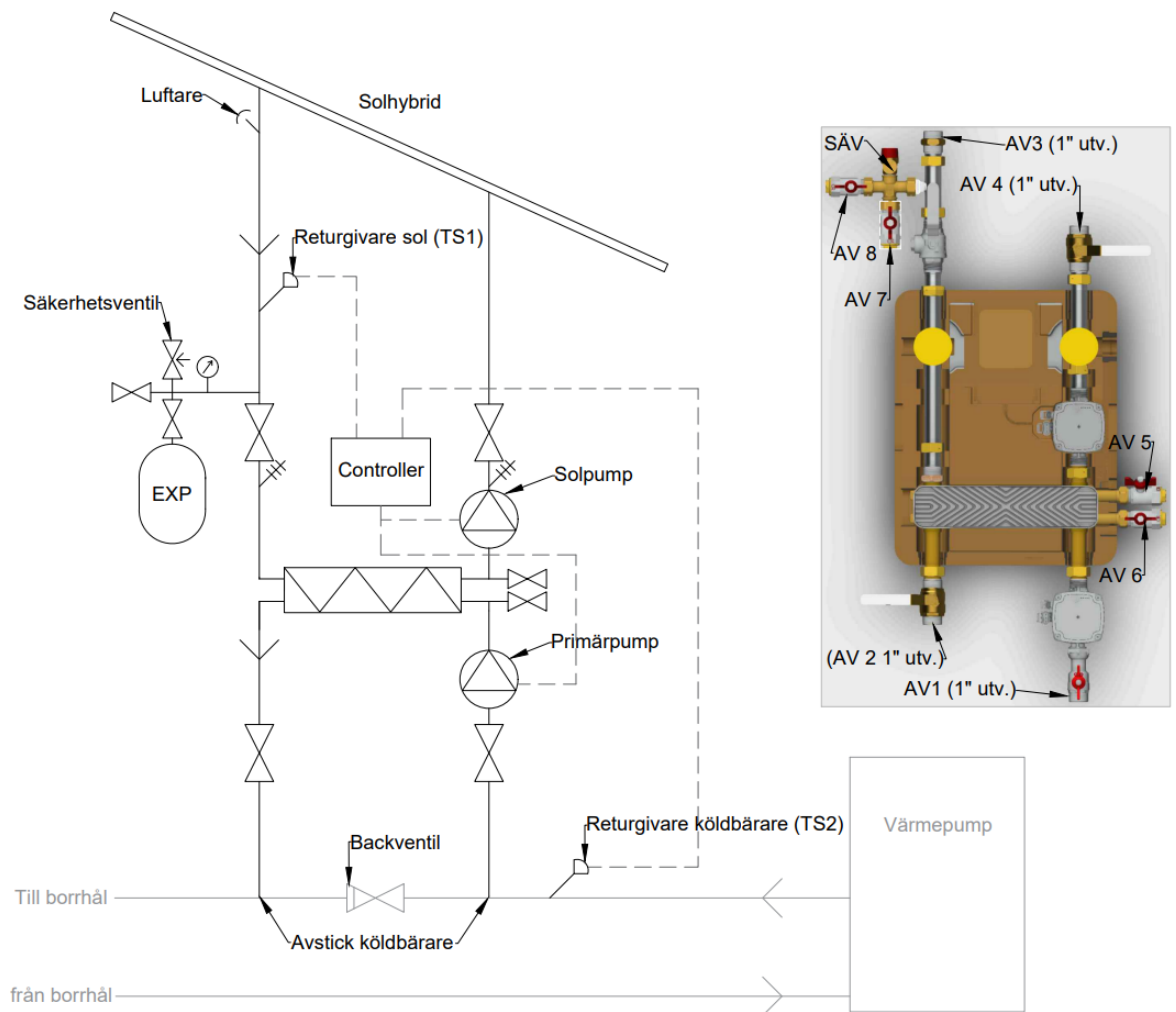 Luftare
Solhybrid
SÄV
AV3 (1" utv.)
AV 4 (1" utv.)
Returgivare sol (TS1)
AV 8
AV 7
Säkerhetsventil
Controller
Solpump
EXP
AV 5
AV 6
Primärpump
(AV 2 1" utv.)
AV1 (1" utv.)
Returgivare köldbärare (TS2)
Värmepump
Backventil
Till borrhål
Avstick köldbärare
från borrhål